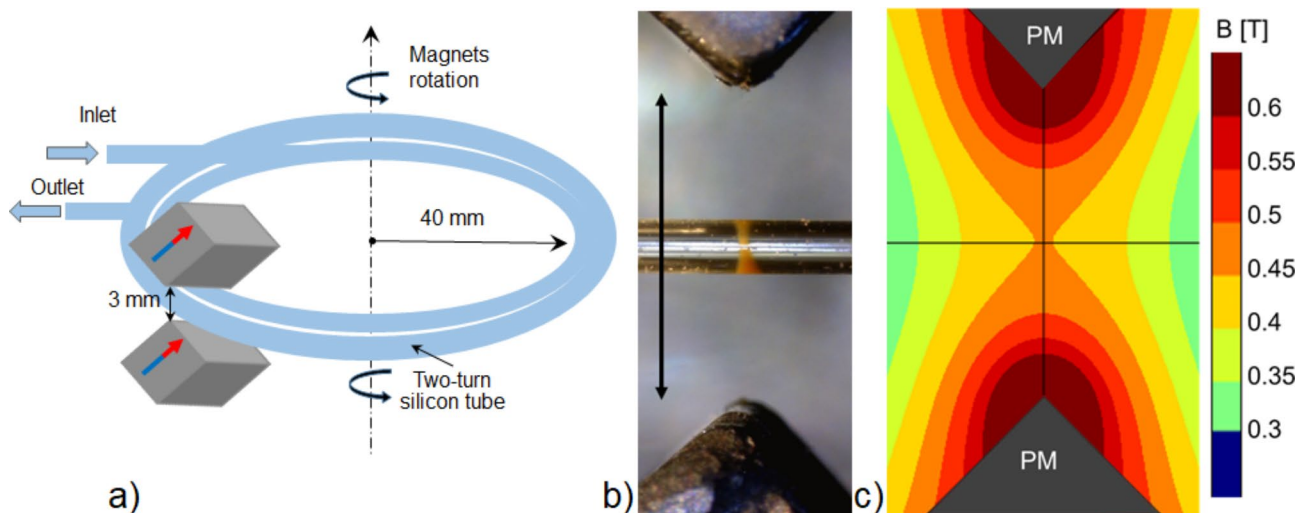 Magnets
rotation
Inlet
Outlet
40 mm
3 mm
Two-turn
silicon tube
a)
b)
PM
PM
c)
B [T]
0.6
0.55
0.5
0.45
0.4
0.35
0.3